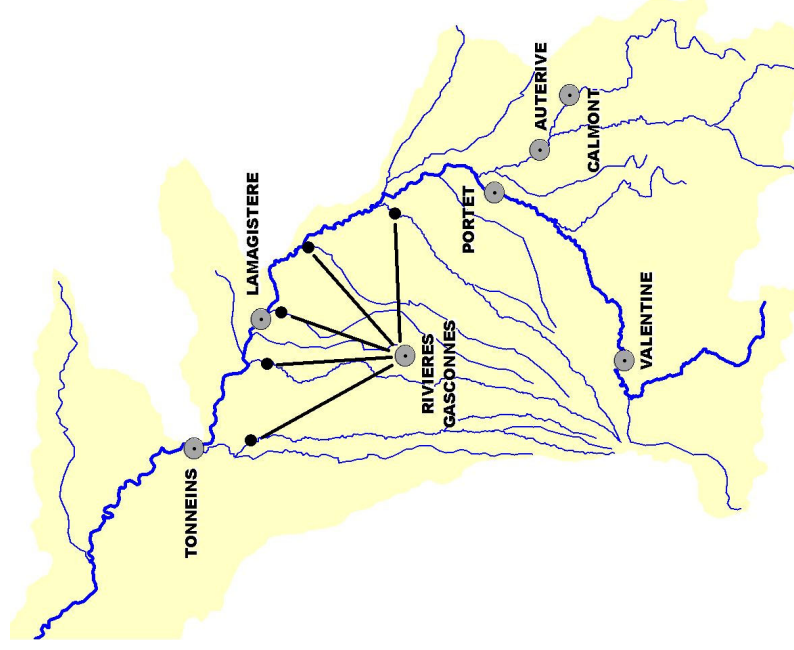 TONNEINS
LAMAGISTERE
RIVIERES
GASCONNES
PORTET
AUTERIVE
CALMONT
VALENTINE